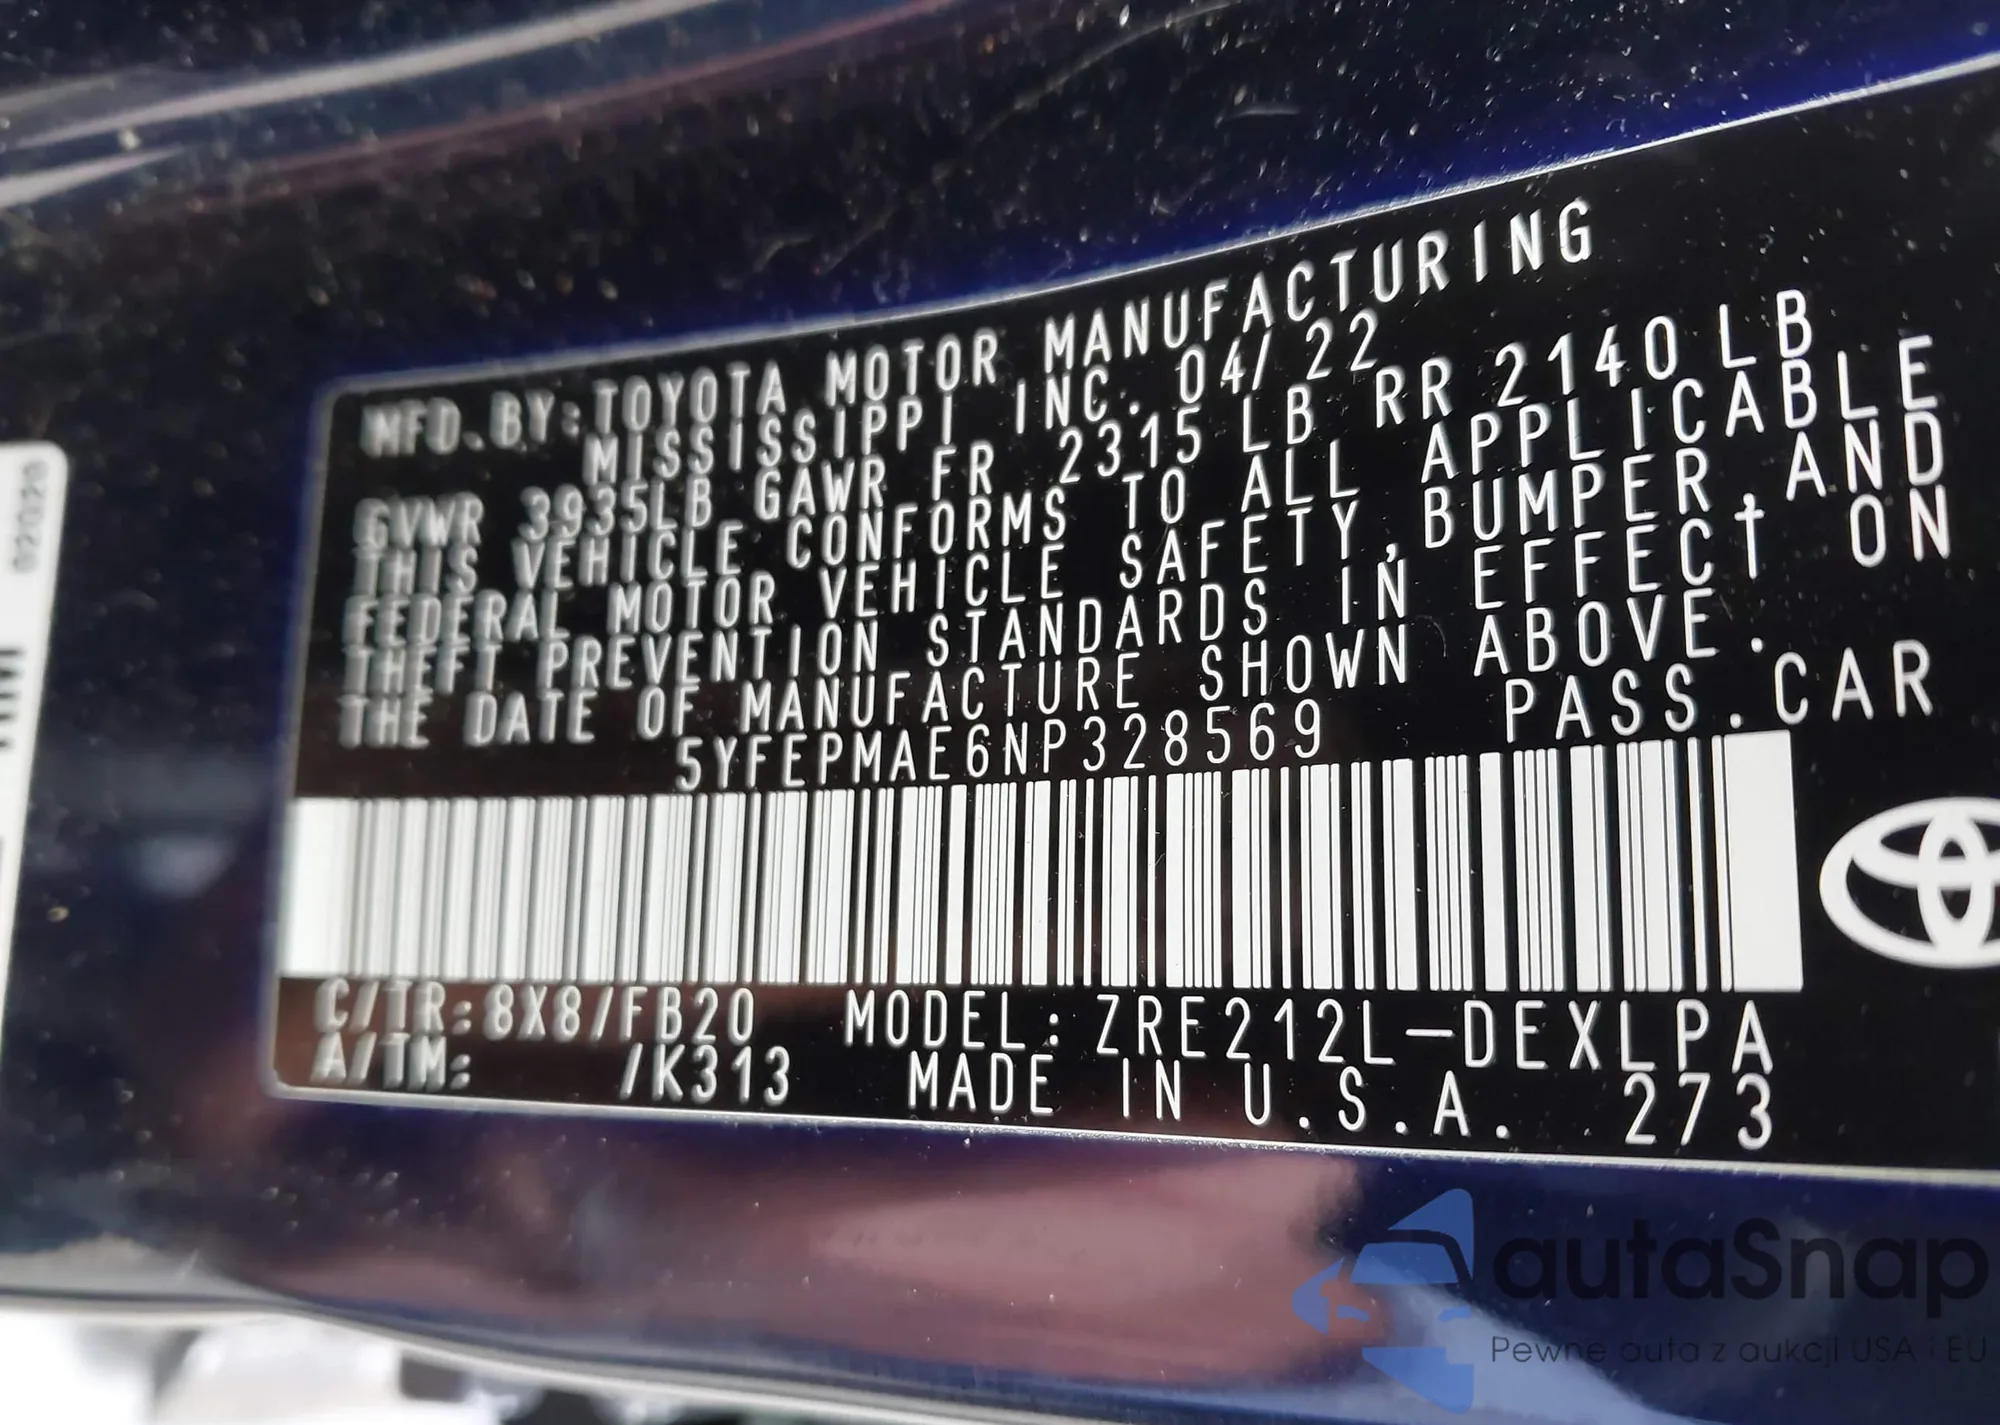 MFD.BY:TOYOTA MOTOR MANUFACTURING
MISSISSIPPI INC. 04/22
GVWR 3935LB GAWR FR 2315 LB RR 2140 LB
THIS VEHICLE CONFORMS TO ALL APPLICABLE
FEDERAL MOTOR VEHICLE SAFETY,BUMPER,AND
THEFT PREVENTION STANDARDS IN EFFECT ON
THE DATE OF MANUFACTURE SHOWN ABOVE.
5YFEPMAE6NP328569 PASS.CAR
C/TR:8X8/FB20 MODEL:ZRE212L-DEXLPA
A/TM: /K313 MADE IN U.S.A. 273
02020
autaSnap
Pewne auta z aukcji USA i EU